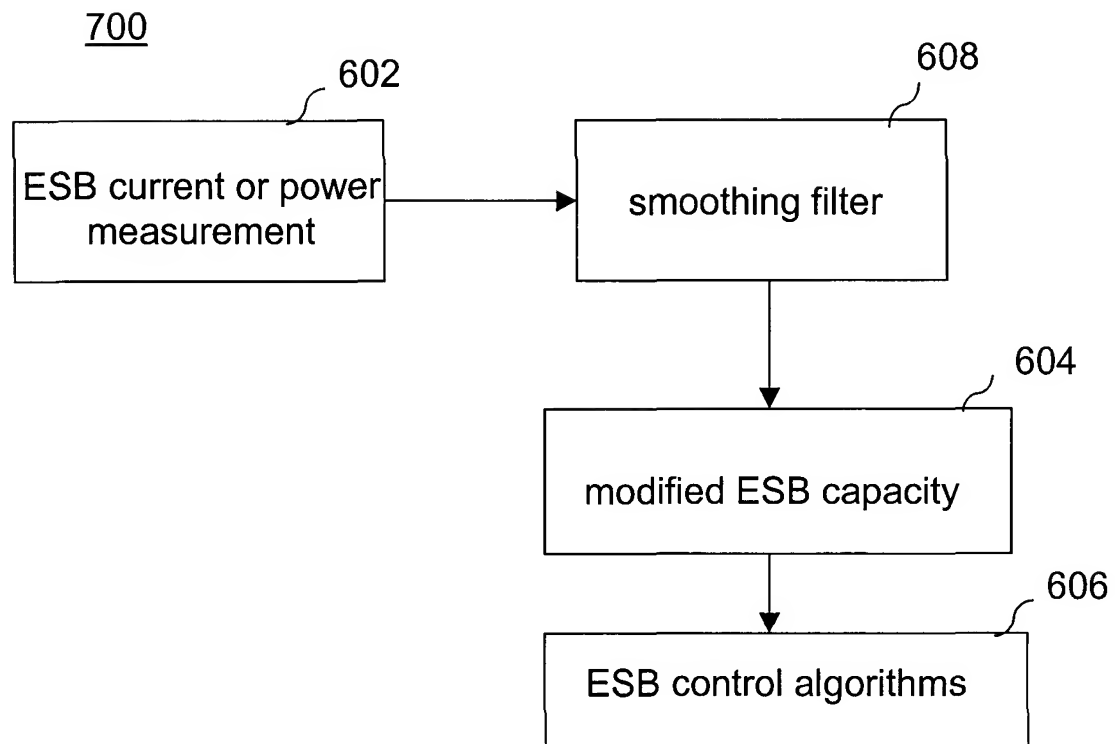 700
602
608
ESB current or power
measurement
smoothing filter
604
modified ESB capacity
606
ESB control algorithms